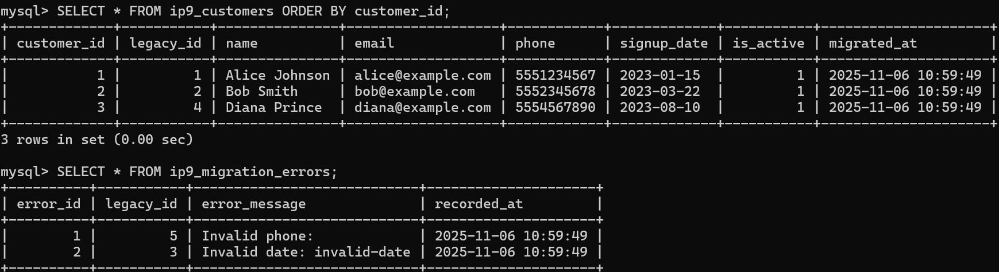 mysql> SELECT * FROM ip9_customers ORDER BY customer_id;
+-------------+-----------+---------------+-------------------+------------+-------------+-----------+---------------------+
| customer_id | legacy_id | name          | email             | phone      | signup_date | is_active | migrated_at         |
+-------------+-----------+---------------+-------------------+------------+-------------+-----------+---------------------+
|           1 |         1 | Alice Johnson | alice@example.com | 5551234567 | 2023-01-15  |         1 | 2025-11-06 10:59:49 |
|           2 |         2 | Bob Smith     | bob@example.com   | 5552345678 | 2023-03-22  |         1 | 2025-11-06 10:59:49 |
|           3 |         4 | Diana Prince  | diana@example.com | 5554567890 | 2023-08-10  |         1 | 2025-11-06 10:59:49 |
+-------------+-----------+---------------+-------------------+------------+-------------+-----------+---------------------+
3 rows in set (0.00 sec)

mysql> SELECT * FROM ip9_migration_errors;
+----------+-----------+----------------------------+---------------------+
| error_id | legacy_id | error_message              | recorded_at         |
+----------+-----------+----------------------------+---------------------+
|        1 |         5 | Invalid phone:             | 2025-11-06 10:59:49 |
|        2 |         3 | Invalid date: invalid-date | 2025-11-06 10:59:49 |
+----------+-----------+----------------------------+---------------------+